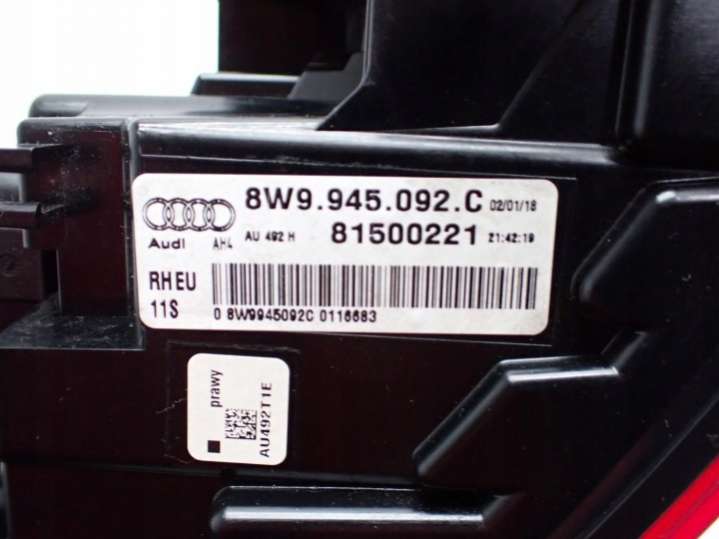 8W9.945.092.C 02/01/18
Audi AH4 AU 492 H 81500221 21:42:19
RH EU
11S
0 8W9945092C 0116683
prawy
AU492T1E